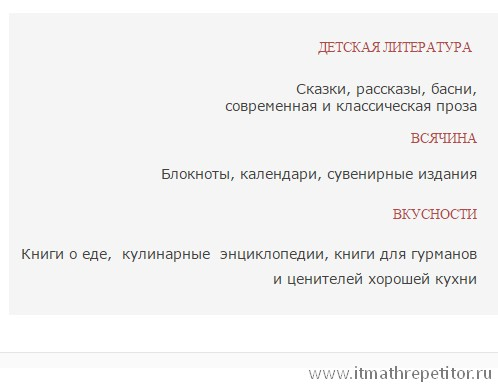 ДЕТСКАЯ ЛИТЕРАТУРА
Сказки, рассказы, басни,
современная и классическая проза
ВСЯЧИНА
Блокноты, календари, сувенирные издания
ВКУСНОСТИ
Книги о еде, кулинарные энциклопедии, книги для гурманов
и ценителей хорошей кухни
www.itmathrepetitor.ru